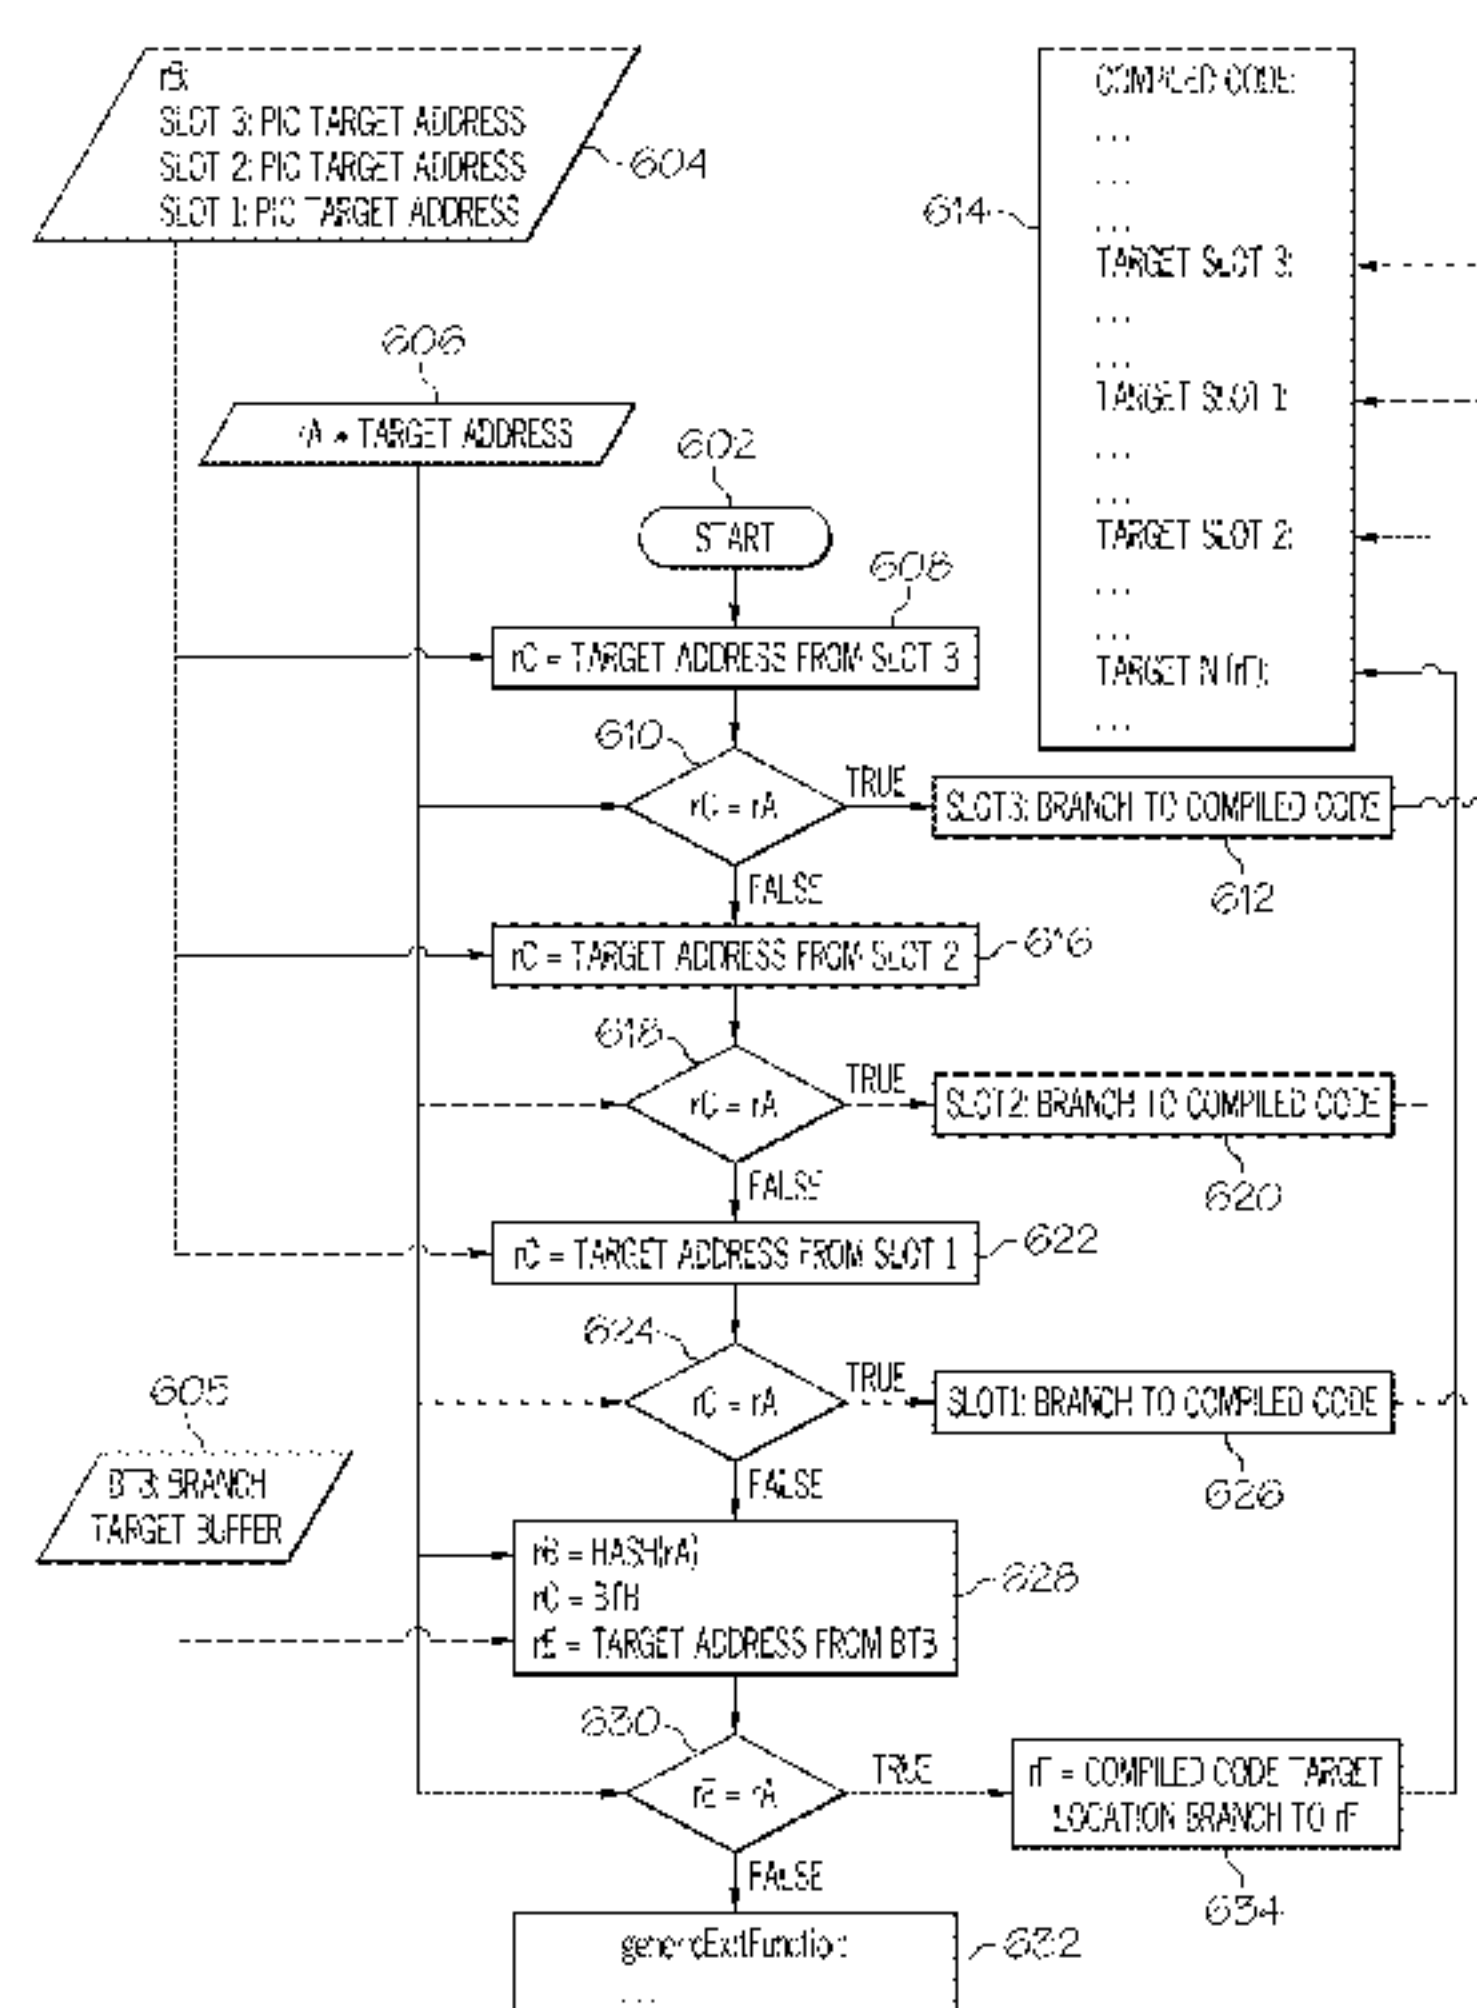 rB:
SLOT 3: PIC TARGET ADDRESS
SLOT 2: PIC TARGET ADDRESS
SLOT 1: PIC TARGET ADDRESS
604
COMPILED CODE:
. . .
. . .
. . .
614
TARGET SLOT 3:
. . .
. . .
TARGET SLOT 1:
. . .
. . .
TARGET SLOT 2:
. . .
. . .
TARGET N (rF):
. . .
606
rA = TARGET ADDRESS
602
START
608
rC = TARGET ADDRESS FROM SLOT 3
610
rC = rA
TRUE
SLOT3: BRANCH TO COMPILED CODE
612
FALSE
rC = TARGET ADDRESS FROM SLOT 2
616
618
rC = rA
TRUE
SLOT2: BRANCH TO COMPILED CODE
620
FALSE
rC = TARGET ADDRESS FROM SLOT 1
622
624
rC = rA
TRUE
SLOT1: BRANCH TO COMPILED CODE
626
FALSE
605
BTB: BRANCH
TARGET BUFFER
rB = HASH(rA)
rC = BTB
rE = TARGET ADDRESS FROM BTB
628
630
rE = rA
TRUE
rF = COMPILED CODE TARGET
LOCATION BRANCH TO rF
634
FALSE
genericExitFunction:
. . .
632